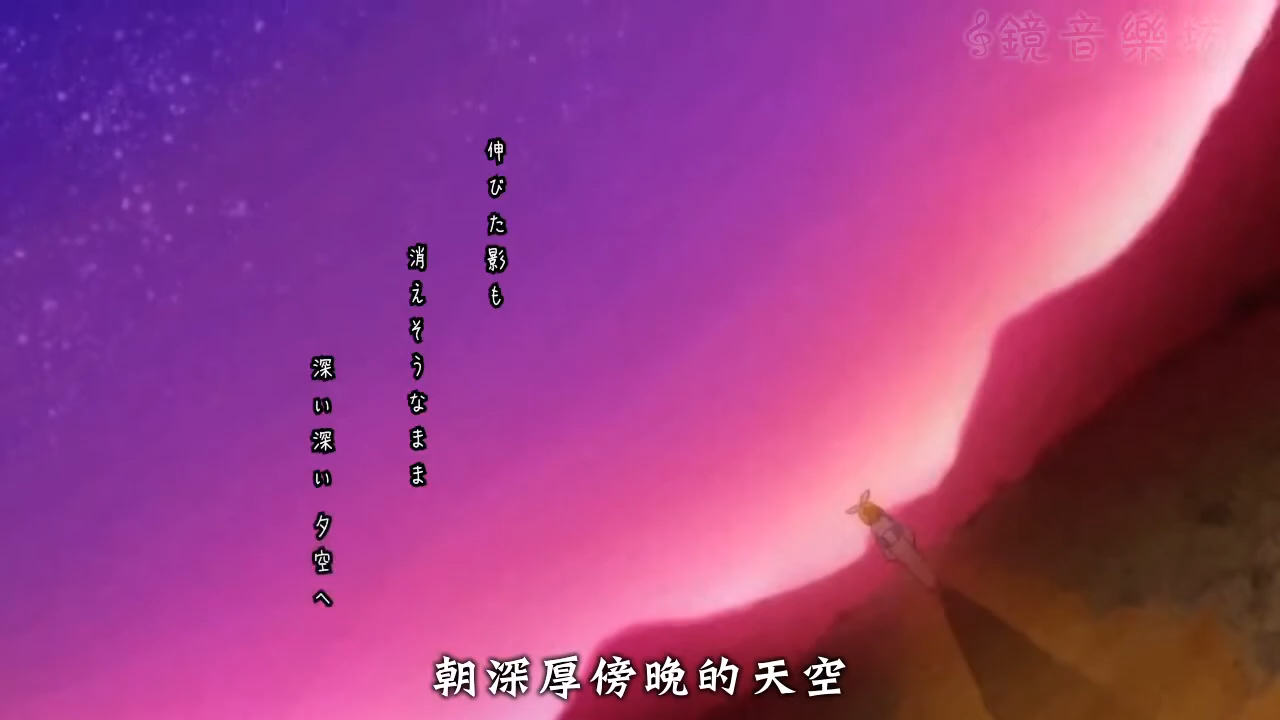 鏡音樂坊
伸びた影も
消えそうなまま
深い深い夕空へ
朝深厚傍晚的天空